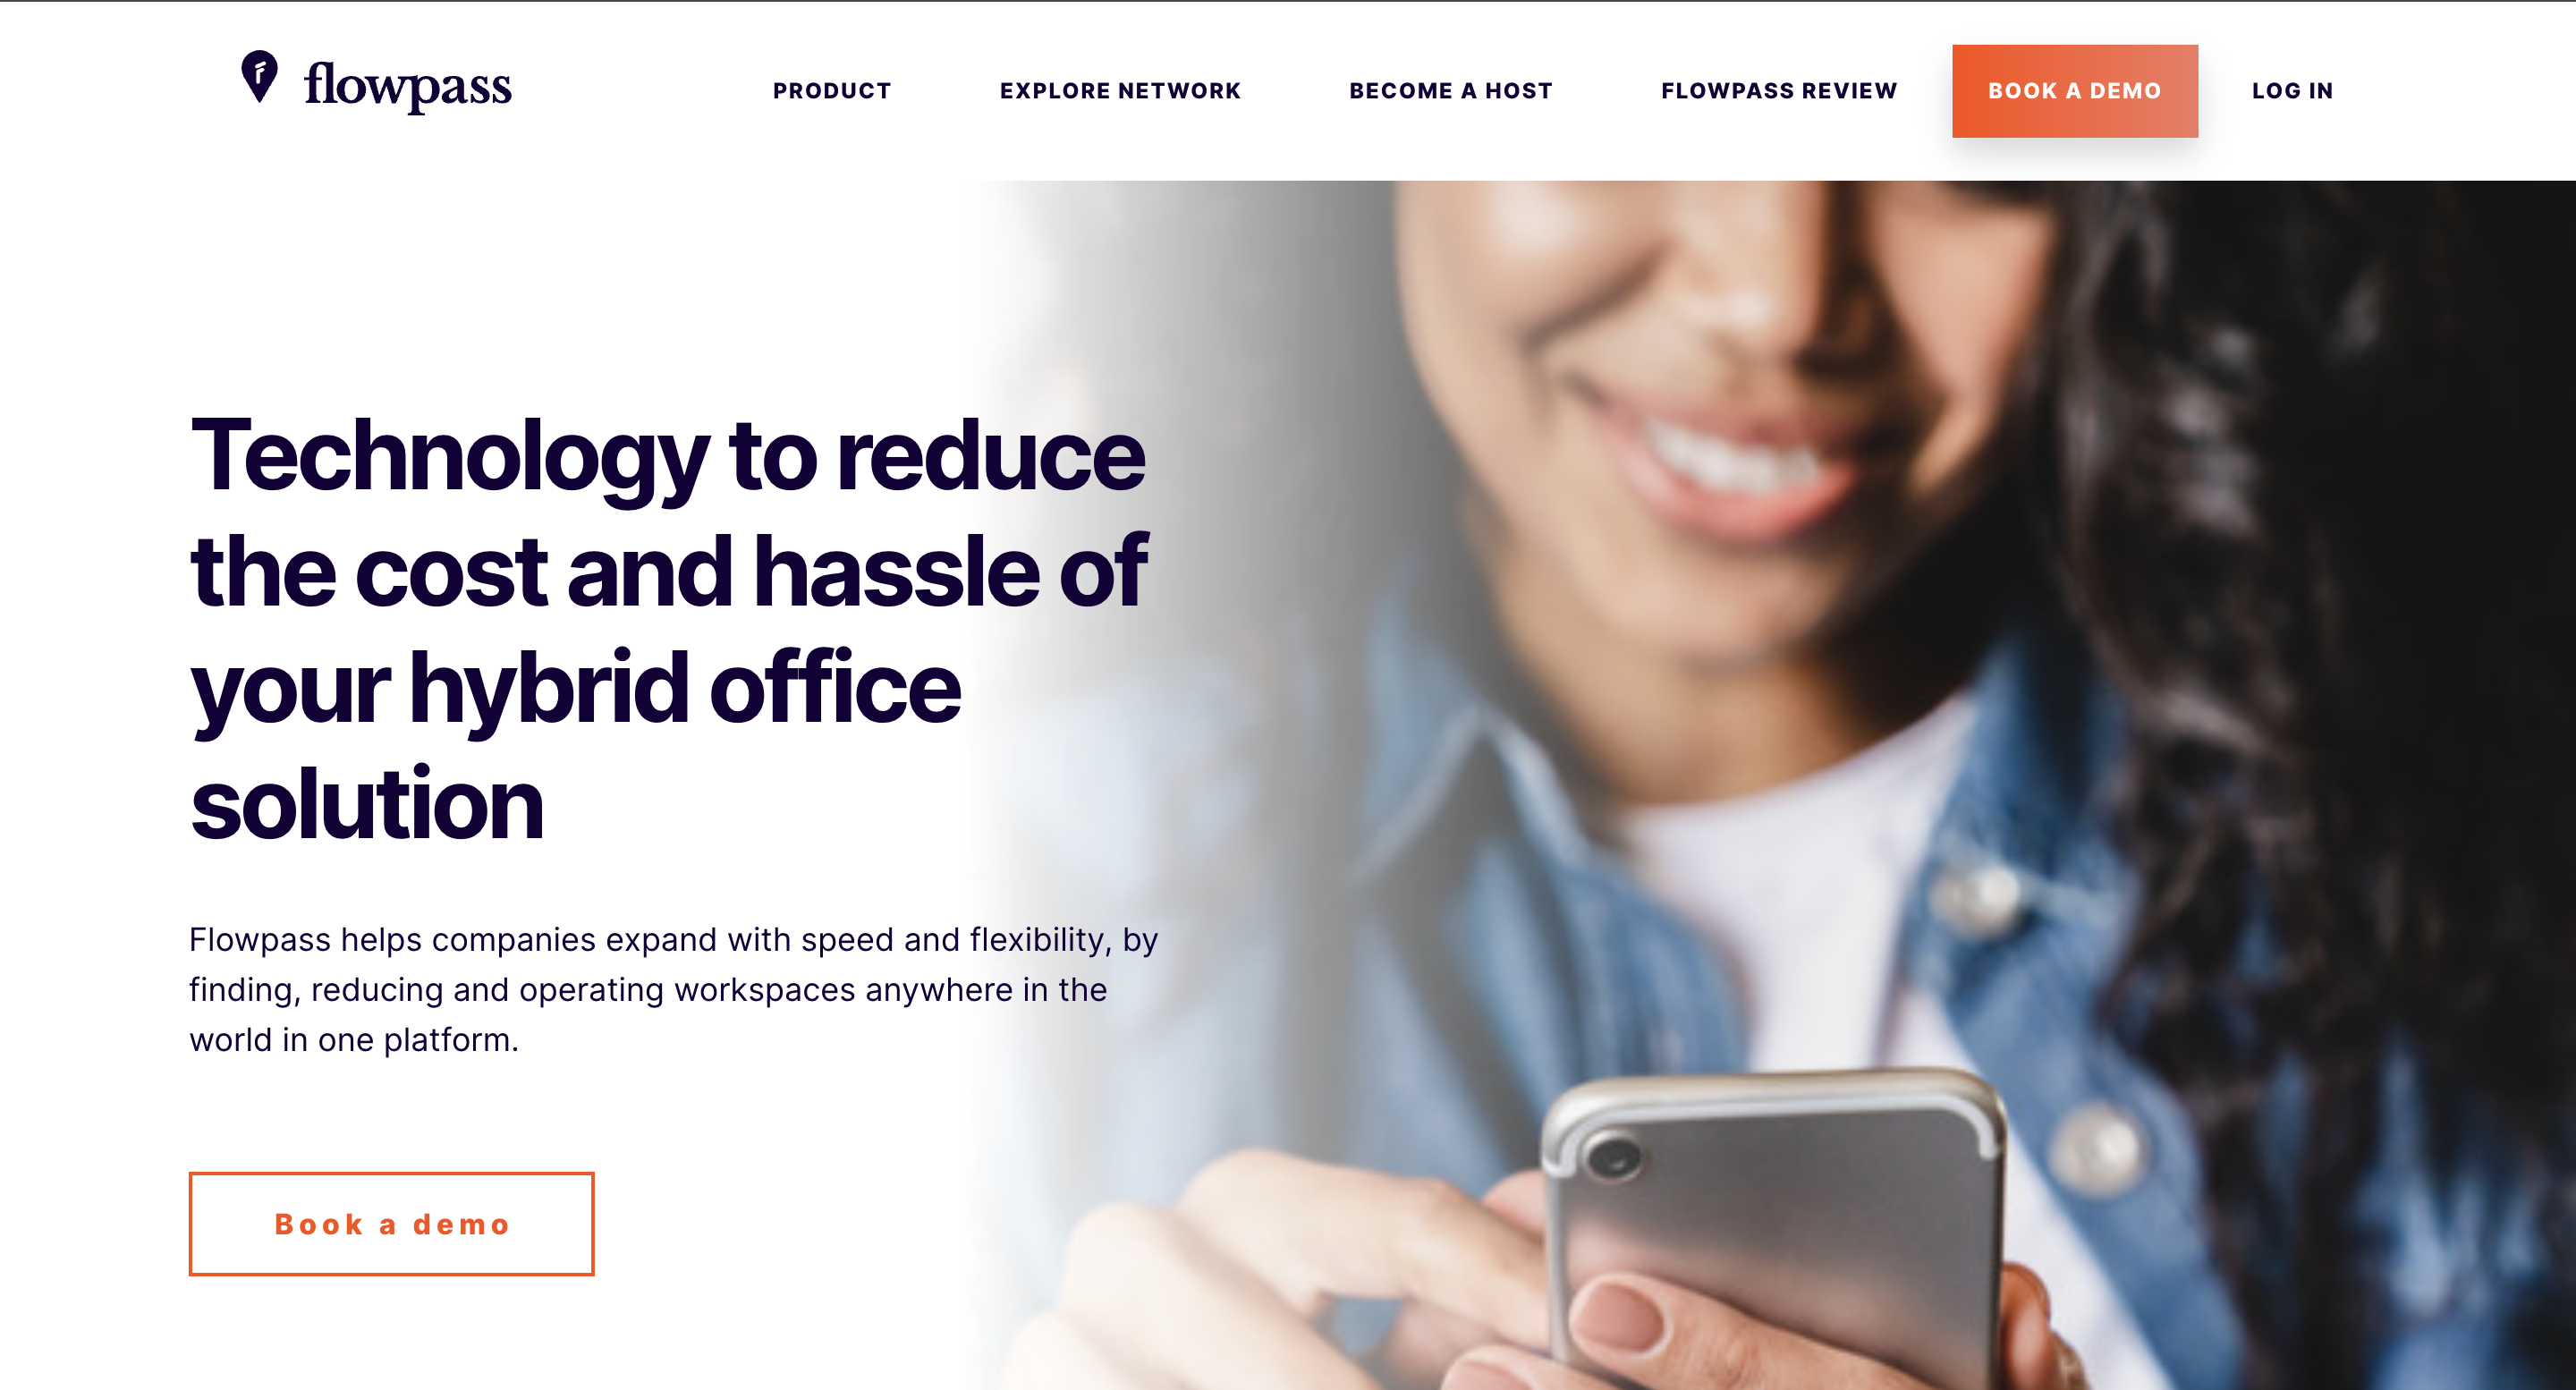 flowpass
PRODUCT
EXPLORE NETWORK
BECOME A HOST
FLOWPASS REVIEW
BOOK A DEMO
LOG IN
Technology to reduce
the cost and hassle of
your hybrid office
solution
Flowpass helps companies expand with speed and flexibility, by
finding, reducing and operating workspaces anywhere in the
world in one platform.
Book a demo